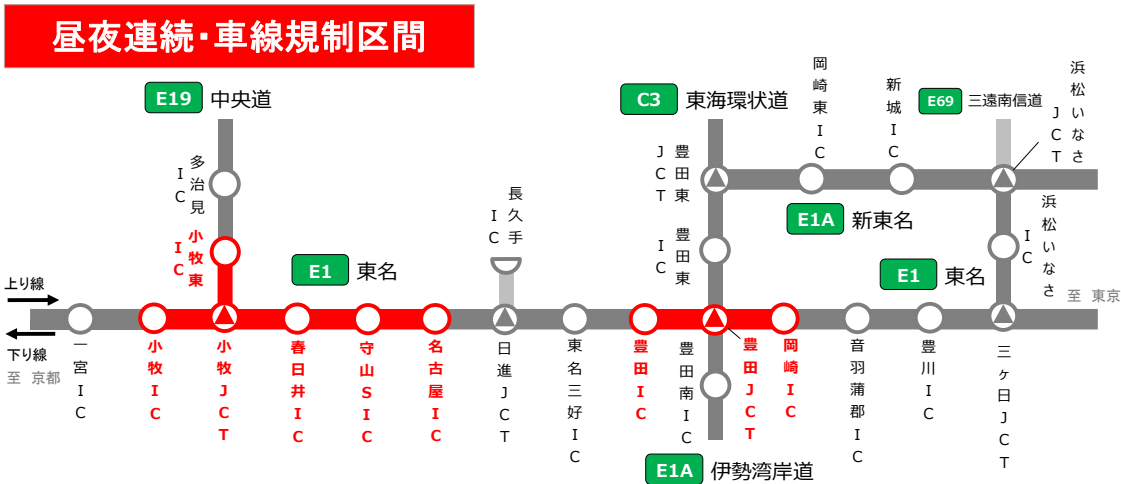 昼夜連続・車線規制区間
E19 中央道
C3 東海環状道
E69 三遠南信道
岡崎東IC
新城IC
浜松いなさJCT
多治見IC
豊田東JCT
長久手IC
E1A 新東名
小牧東IC
豊田東IC
浜松いなさIC
E1 東名
E1 東名
上り線
至 東京
下り線
至 京都
一宮IC
小牧IC
小牧JCT
春日井IC
守山SIC
名古屋IC
日進JCT
東名三好IC
豊田IC
豊田南IC
豊田JCT
岡崎IC
音羽蒲郡IC
豊川IC
三ヶ日JCT
E1A 伊勢湾岸道